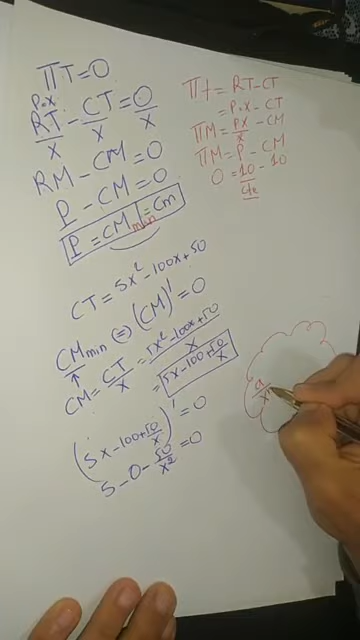 ΠT = 0
P.X
RT/X - CT/X = 0/X
RM - CM = 0
P - CM = 0
P = CM min = Cm
CT = 5x² - 100x + 50
CMmin ⇔ (CM)' = 0
CM = CT/X = 5x² - 100x + 50/X
= 5x - 100 + 50/X
(5x - 100 + 50/X)' = 0
5 - 0 - 50/X² = 0
Πt = RT - CT
= P.X - CT
ΠM = PX/X - CM
ΠM = P - CM
0 = 10 - 10
cte
a/X